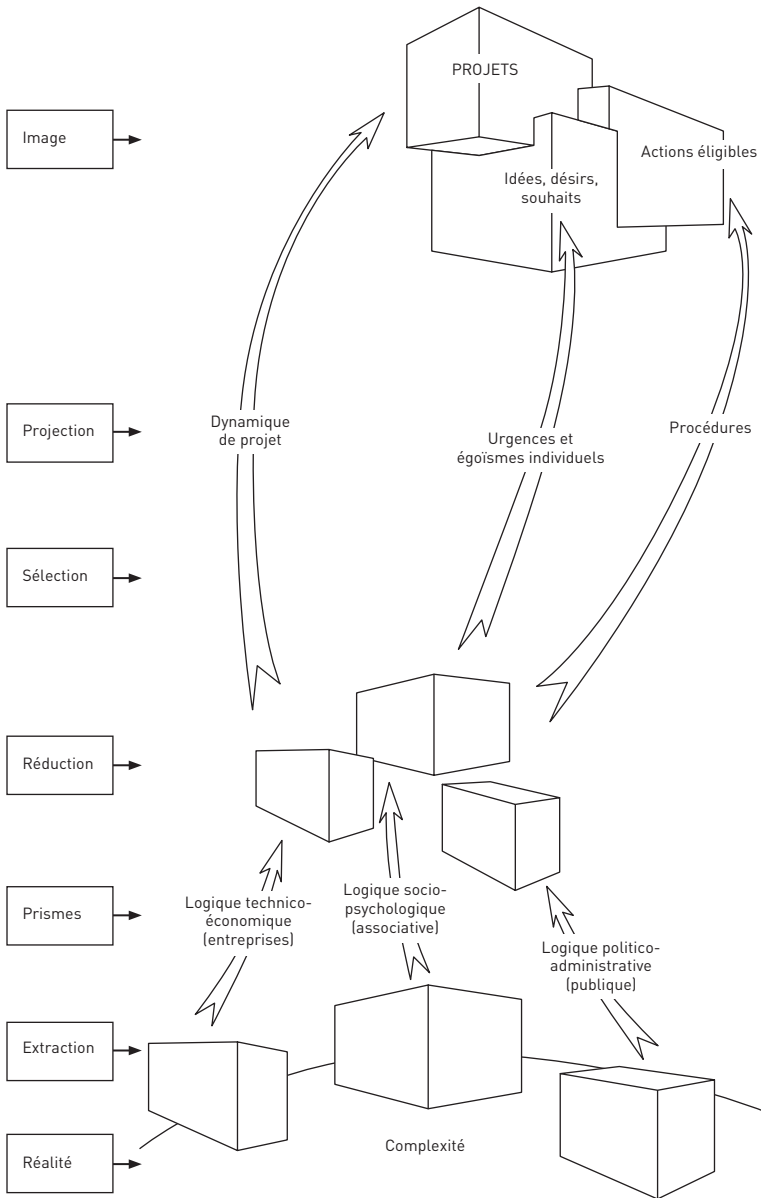 PROJETS
Image
Actions éligibles
Idées, désirs,
souhaits
Projection
Dynamique
de projet
Urgences et
égoïsmes individuels
Procédures
Sélection
Réduction
Prismes
Logique technico-
économique
(entreprises)
Logique socio-
psychologique
(associative)
Logique politico-
administrative
(publique)
Extraction
Complexité
Réalité